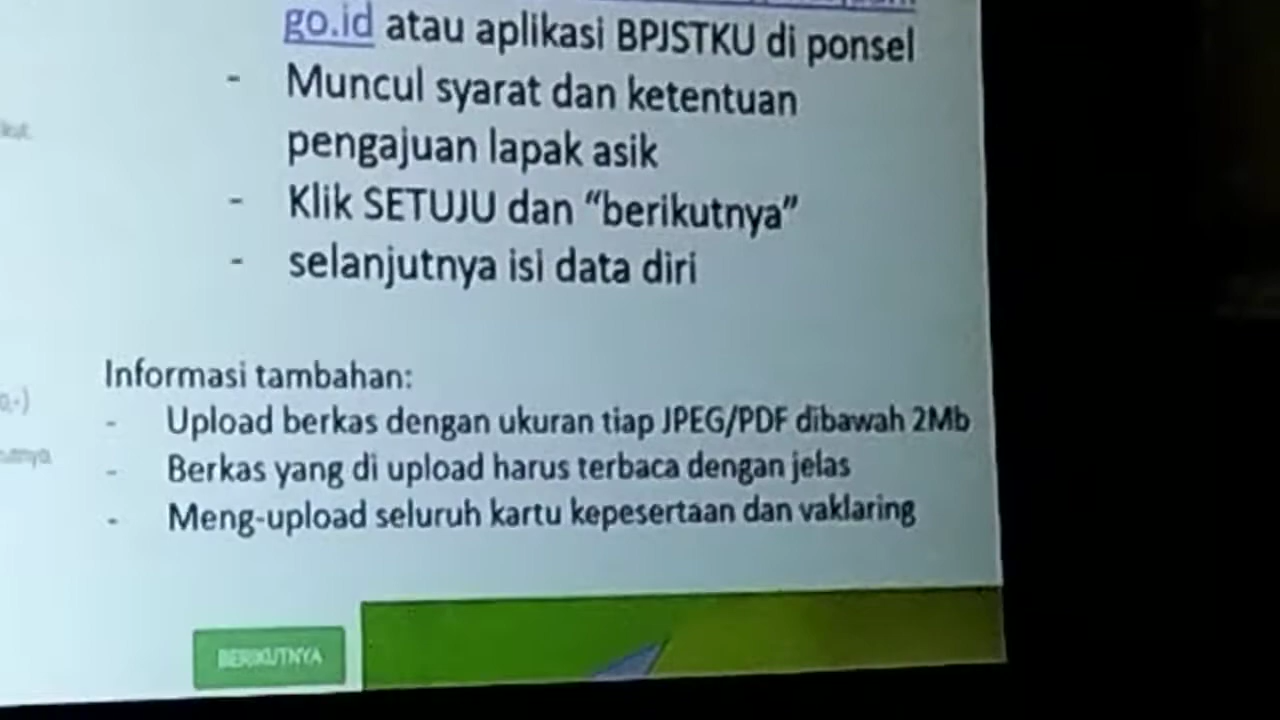 go.id atau aplikasi BPJSTKU di ponsel
- Muncul syarat dan ketentuan
pengajuan lapak asik
- Klik SETUJU dan “berikutnya”
- selanjutnya isi data diri
Informasi tambahan:
- Upload berkas dengan ukuran tiap JPEG/PDF dibawah 2Mb
- Berkas yang di upload harus terbaca dengan jelas
- Meng-upload seluruh kartu kepesertaan dan vaklaring
BERIKUTNYA